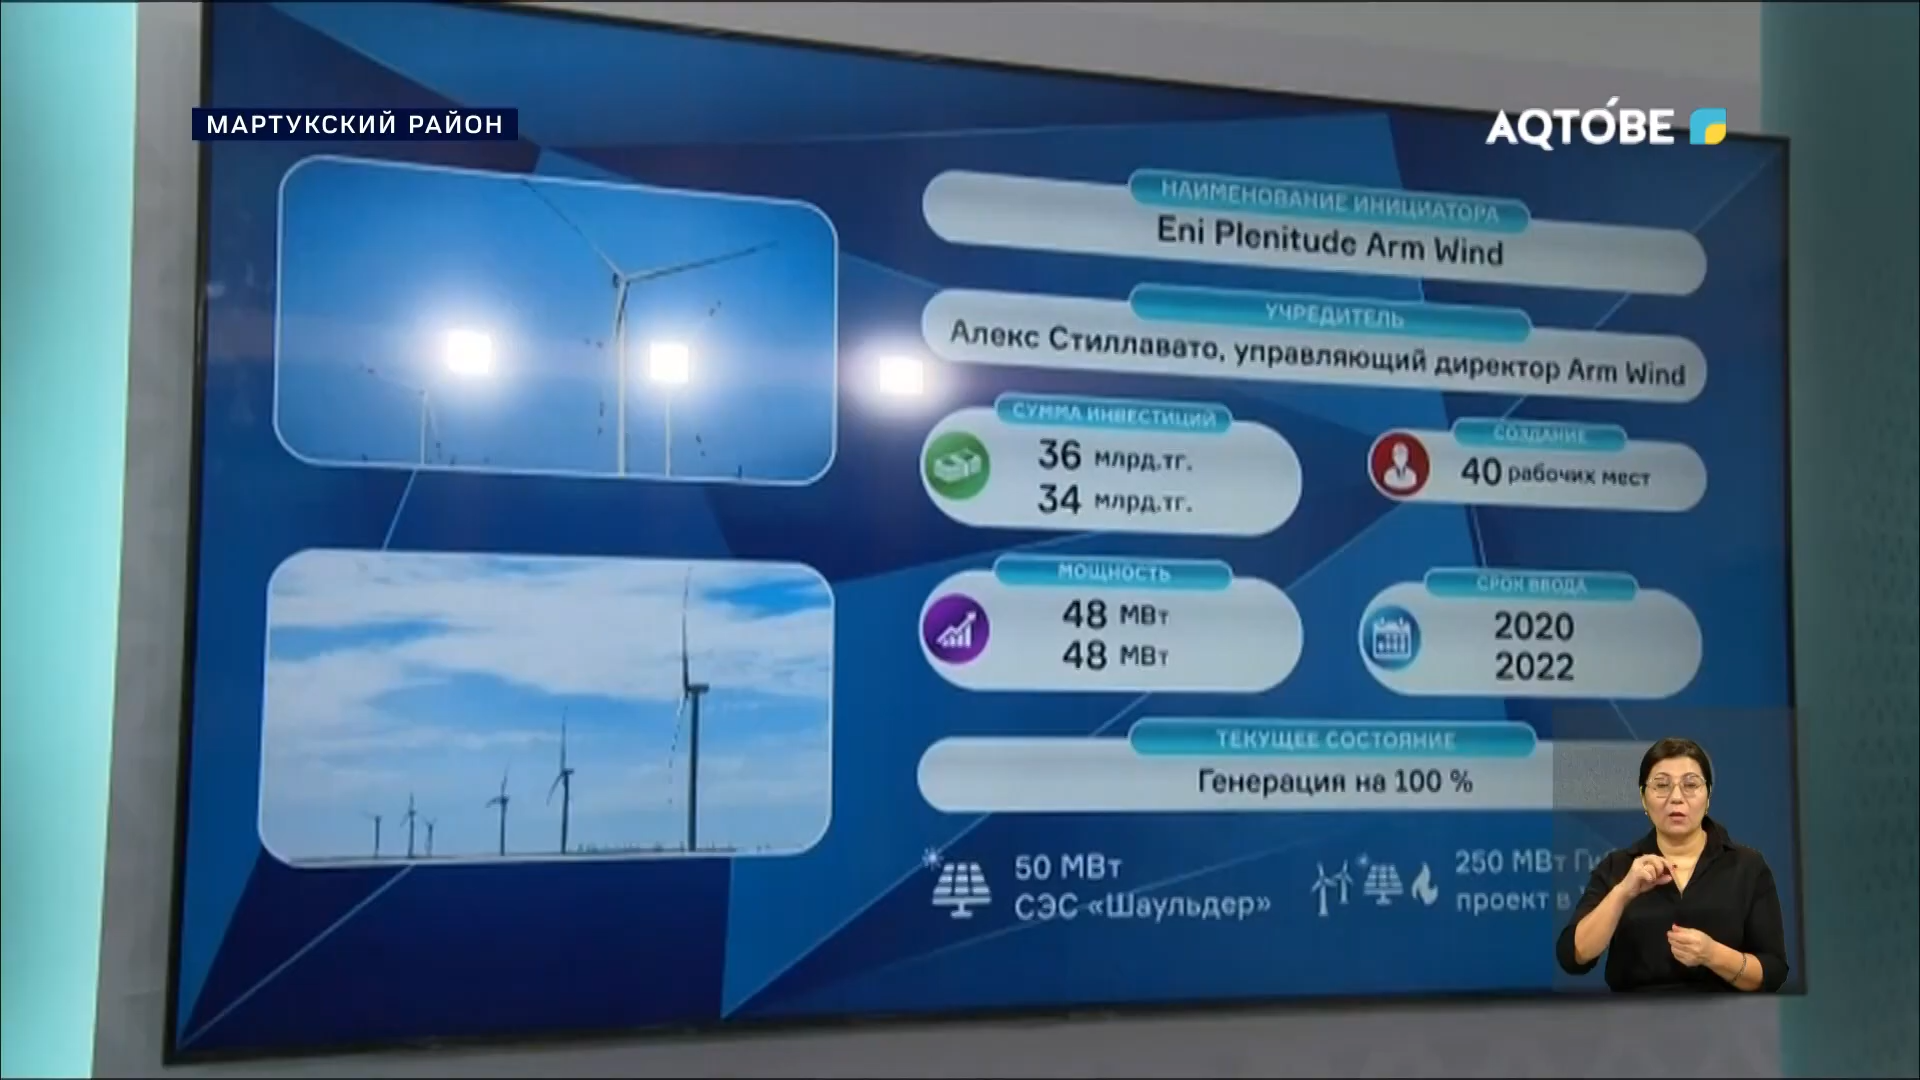 МАРТУКСКИЙ РАЙОН
AQTÓBE
НАИМЕНОВАНИЕ ИНИЦИАТОРА
Eni Plenitude Arm Wind
УЧРЕДИТЕЛЬ
Алекс Стиллавато, управляющий директор Arm Wind
СУММА ИНВЕСТИЦИЙ
36 млрд.тг.
34 млрд.тг.
СОЗДАНИЕ
40 рабочих мест
МОЩНОСТЬ
48 МВт
48 МВт
СРОК ВВОДА
2020
2022
ТЕКУЩЕЕ СОСТОЯНИЕ
Генерация на 100 %
50 МВт
СЭС «Шаульдер»
250 МВт
проект в